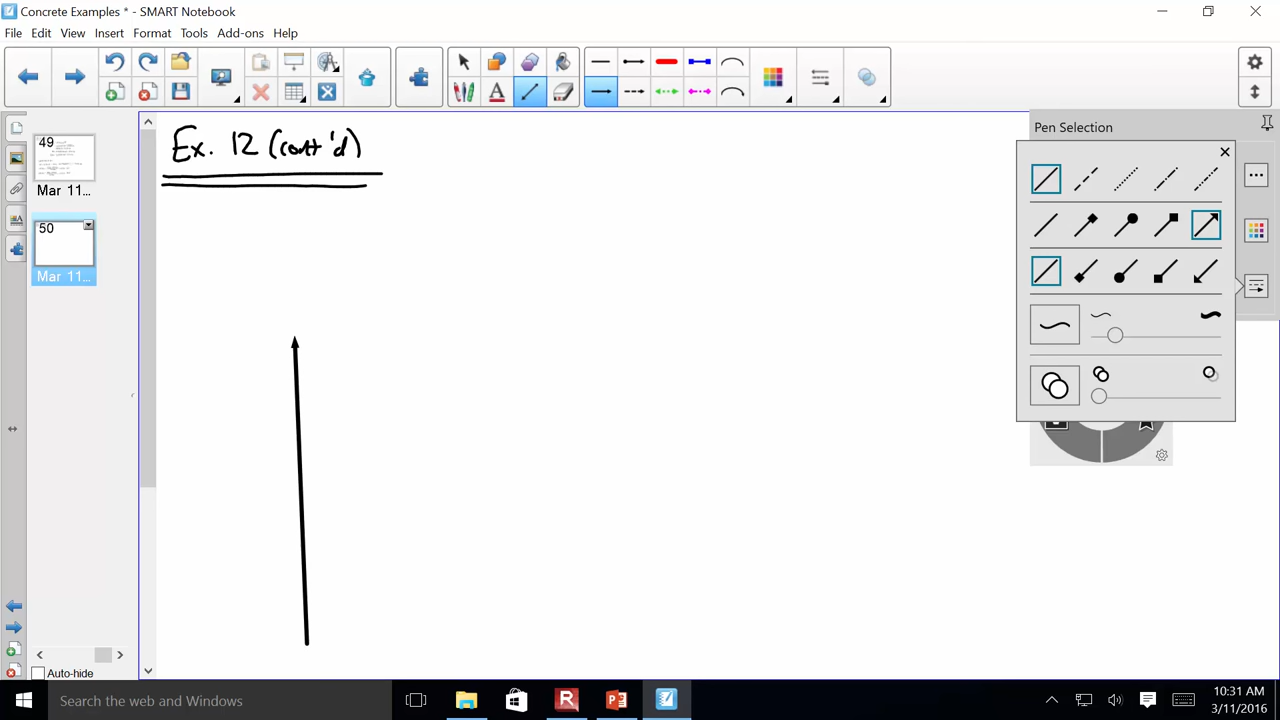 Concrete Examples * - SMART Notebook
File Edit View Insert Format Tools Add-ons Help
49
Mar 11...
50
Mar 11...
Auto-hide
Ex. 12 (cont'd)
Pen Selection
Search the web and Windows
10:31 AM
3/11/2016